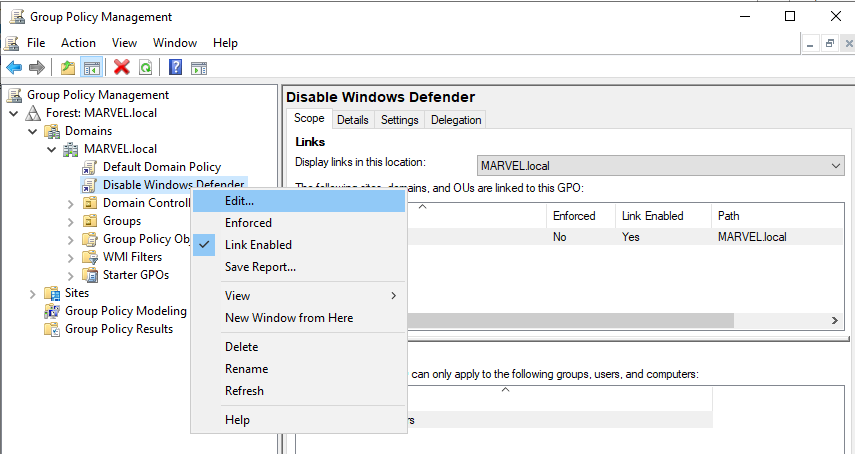 Group Policy Management
File Action View Window Help
Group Policy Management
Forest: MARVEL.local
Domains
MARVEL.local
Default Domain Policy
Disable Windows Defender
Domain Controll
Groups
Group Policy Obj
WMI Filters
Starter GPOs
Sites
Group Policy Modeling
Group Policy Results
Edit...
Enforced
Link Enabled
Save Report...
View
New Window from Here
Delete
Rename
Refresh
Help
Disable Windows Defender
Scope Details Settings Delegation
Links
Display links in this location: MARVEL.local
The following sites, domains, and OUs are linked to this GPO:
Enforced Link Enabled Path
No Yes MARVEL.local
can only apply to the following groups, users, and computers: